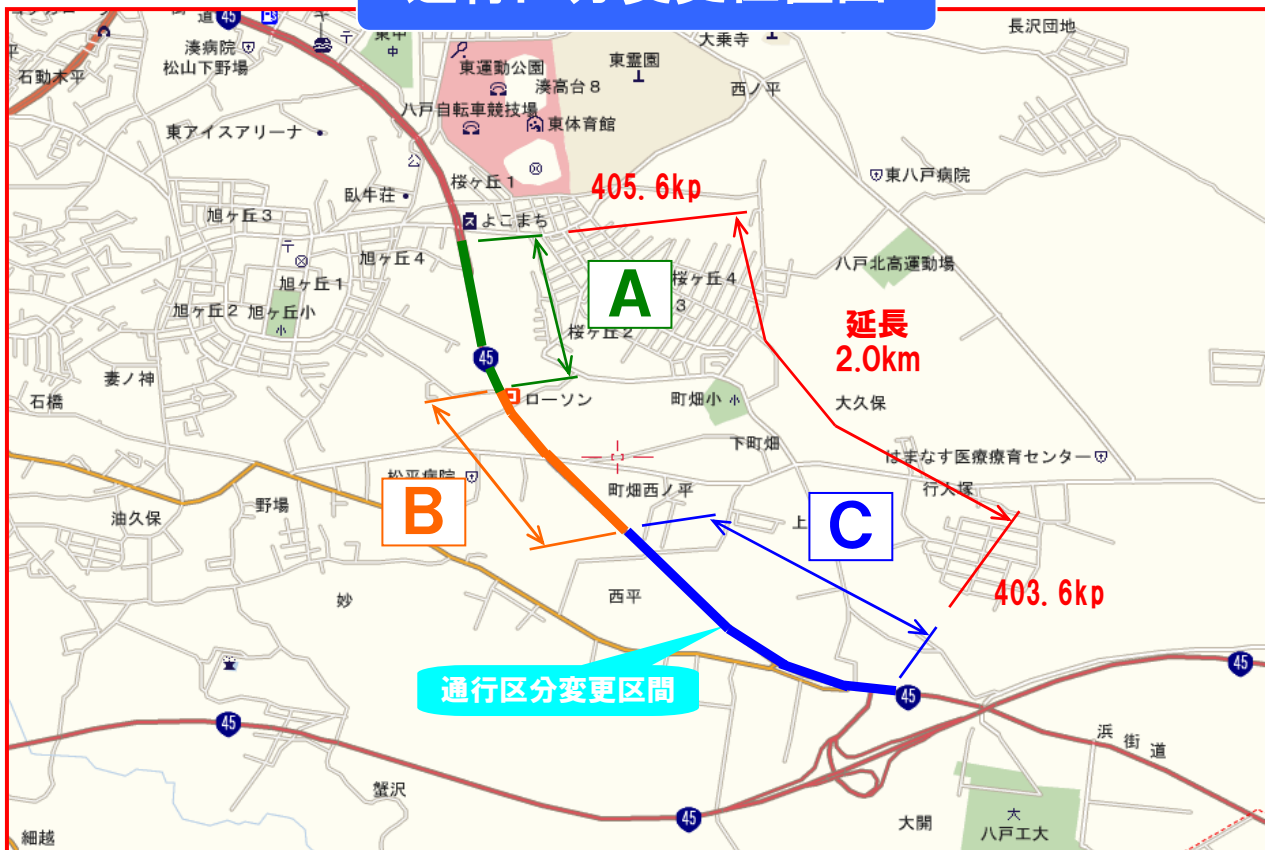 道
45
湊病院
松山下野場
石動木平
東運動公園
湊高台8
八戸自転車競技場
東体育館
東霊園
大乗寺
西ノ平
長沢団地
東アイスアリーナ
公
臥牛荘
桜ヶ丘1
405.6kp
東八戸病院
旭ヶ丘3
よこまち
旭ヶ丘4
A
桜ヶ丘4
3
八戸北高運動場
旭ヶ丘1
旭ヶ丘2
旭ヶ丘小
小
桜ヶ丘2
延長
2.0km
45
妻ノ神
石橋
ローソン
町畑小
小
大久保
下町畑
はまなす医療療育センター
松平病院
町畑西ノ平
行人塚
B
C
上
油久保
野場
妙
西平
403.6kp
通行区分変更区間
45
45
45
浜街道
蟹沢
45
大開
大
八戸工大
細越